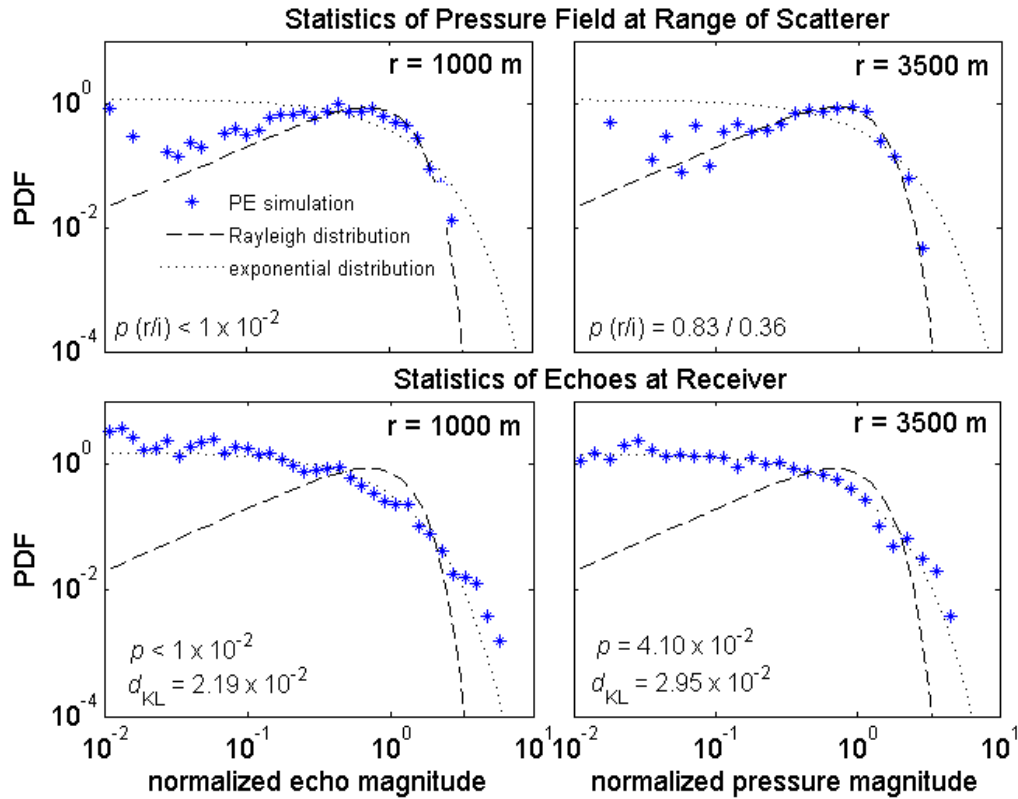 Statistics of Pressure Field at Range of Scatterer
r = 1000 m
r = 3500 m
10^0
10^-2
10^-4
PDF
PE simulation
Rayleigh distribution
exponential distribution
p (r/i) < 1 x 10^-2
p (r/i) = 0.83 / 0.36
Statistics of Echoes at Receiver
r = 1000 m
r = 3500 m
10^0
10^-2
10^-4
PDF
p < 1 x 10^-2
d_KL = 2.19 x 10^-2
p = 4.10 x 10^-2
d_KL = 2.95 x 10^-2
10^-2 10^-1 10^0 10^-2 10^-1 10^0 10^1
normalized echo magnitude
normalized pressure magnitude